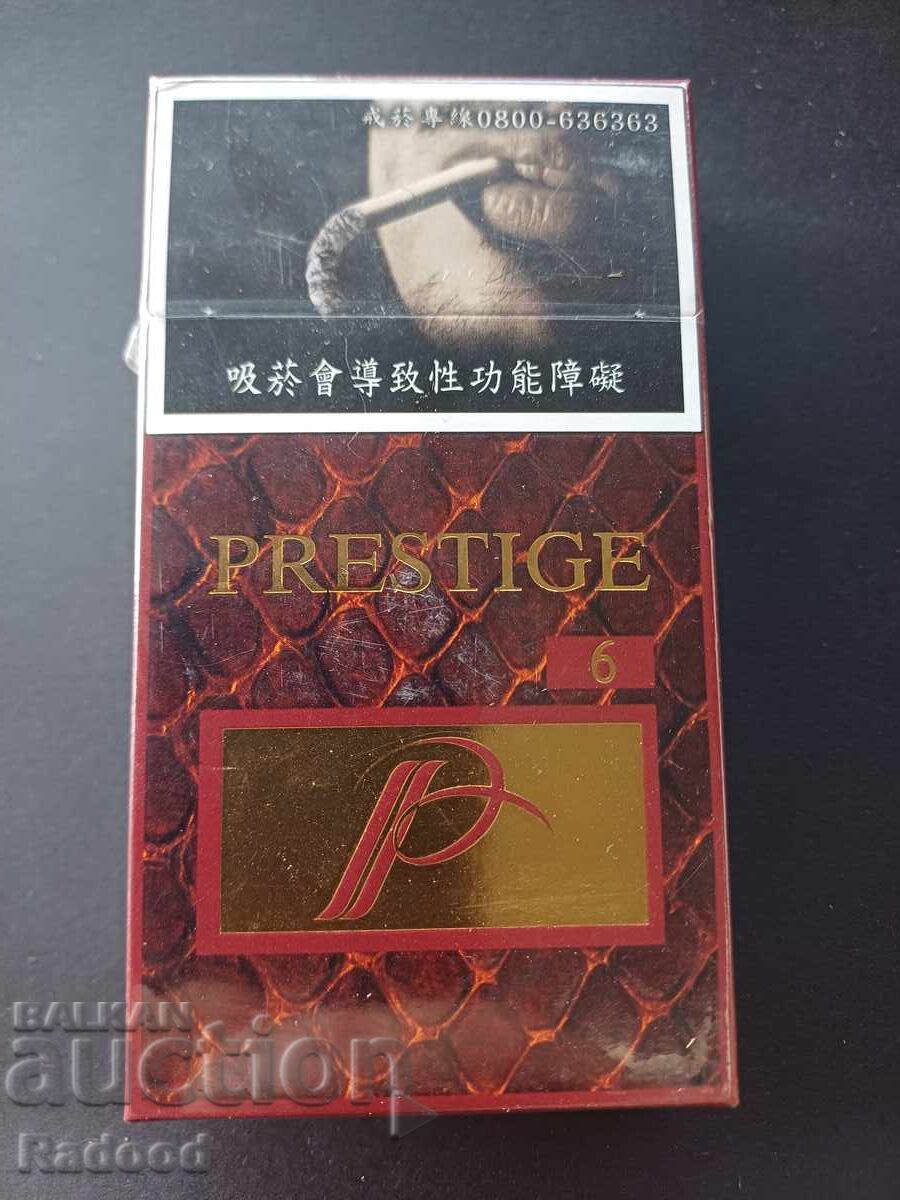 戒菸專線0800-636363
吸菸會導致性功能障礙
PRESTIGE
6
P
BALKAN
auction
Radood